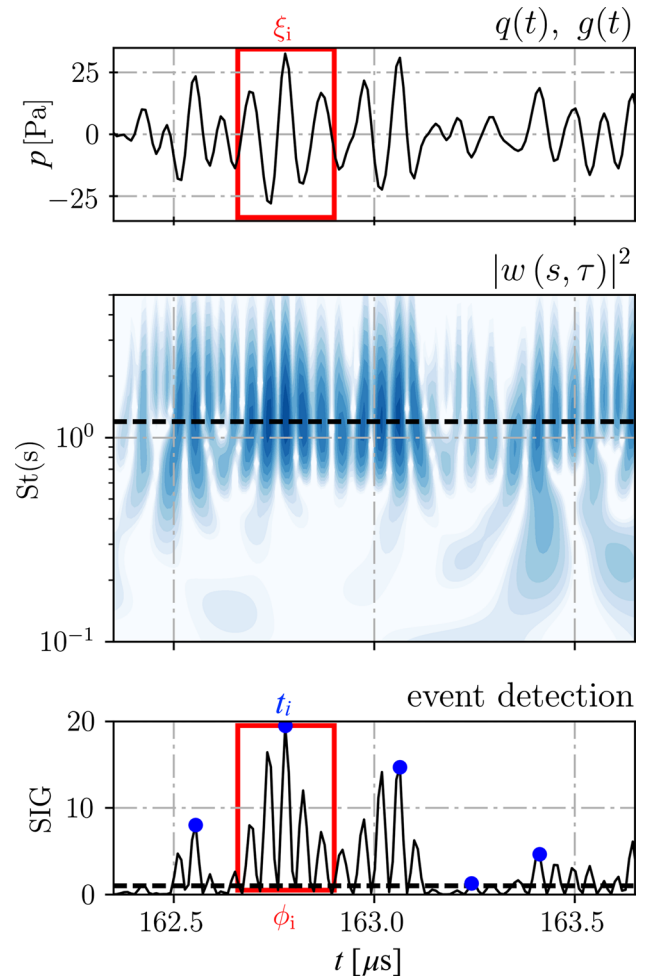 q(t), g(t)
ξi
25
0
−25
p [Pa]
|w (s, τ)|²
10⁰
10⁻¹
St(s)
event detection
ti
20
10
0
SIG
ϕi
162.5 163.0 163.5
t [μs]